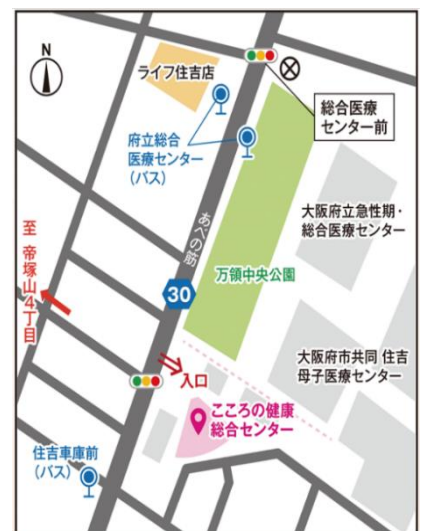 N
ライフ住吉店
総合医療
センター前
府立総合
医療センター
(バス)
大阪府立急性期・
総合医療センター
あべの筋
至 帝塚山4丁目
万領中央公園
30
大阪府市共同 住吉
母子医療センター
入口
こころの健康
総合センター
住吉車庫前
(バス)